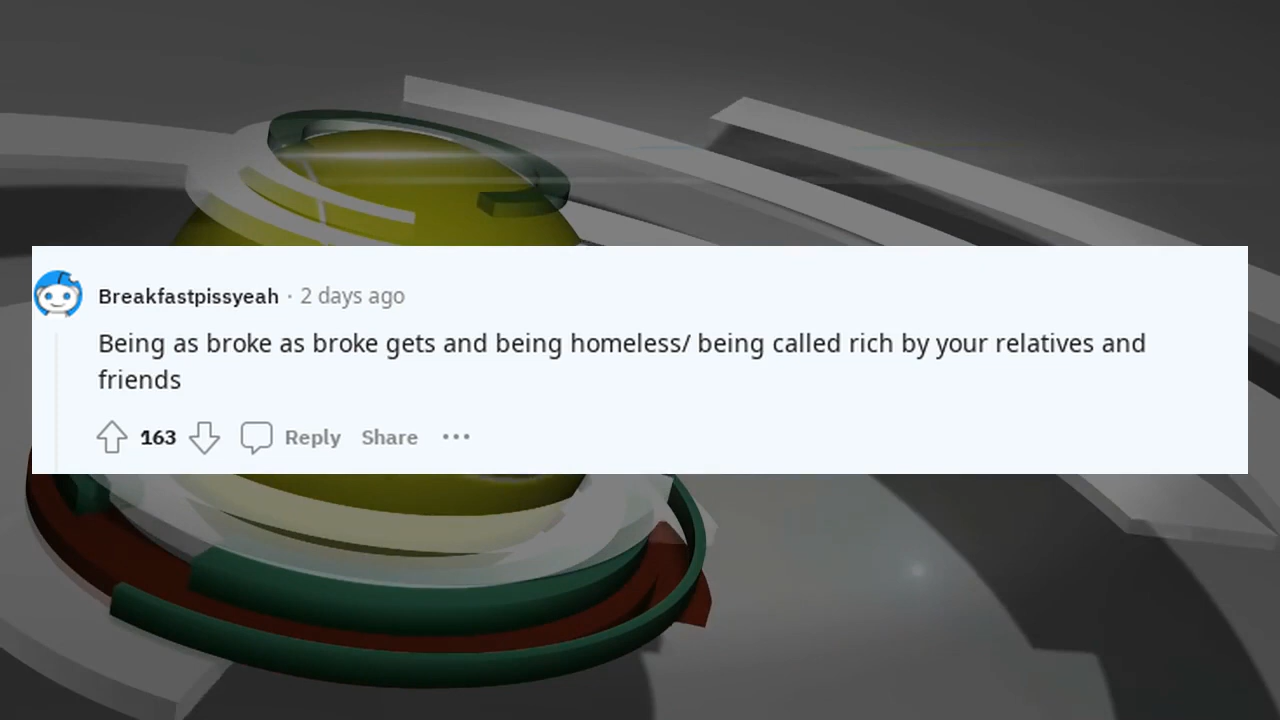 Breakfastpissyeah · 2 days ago
Being as broke as broke gets and being homeless/ being called rich by your relatives and
friends
163 Reply Share ···